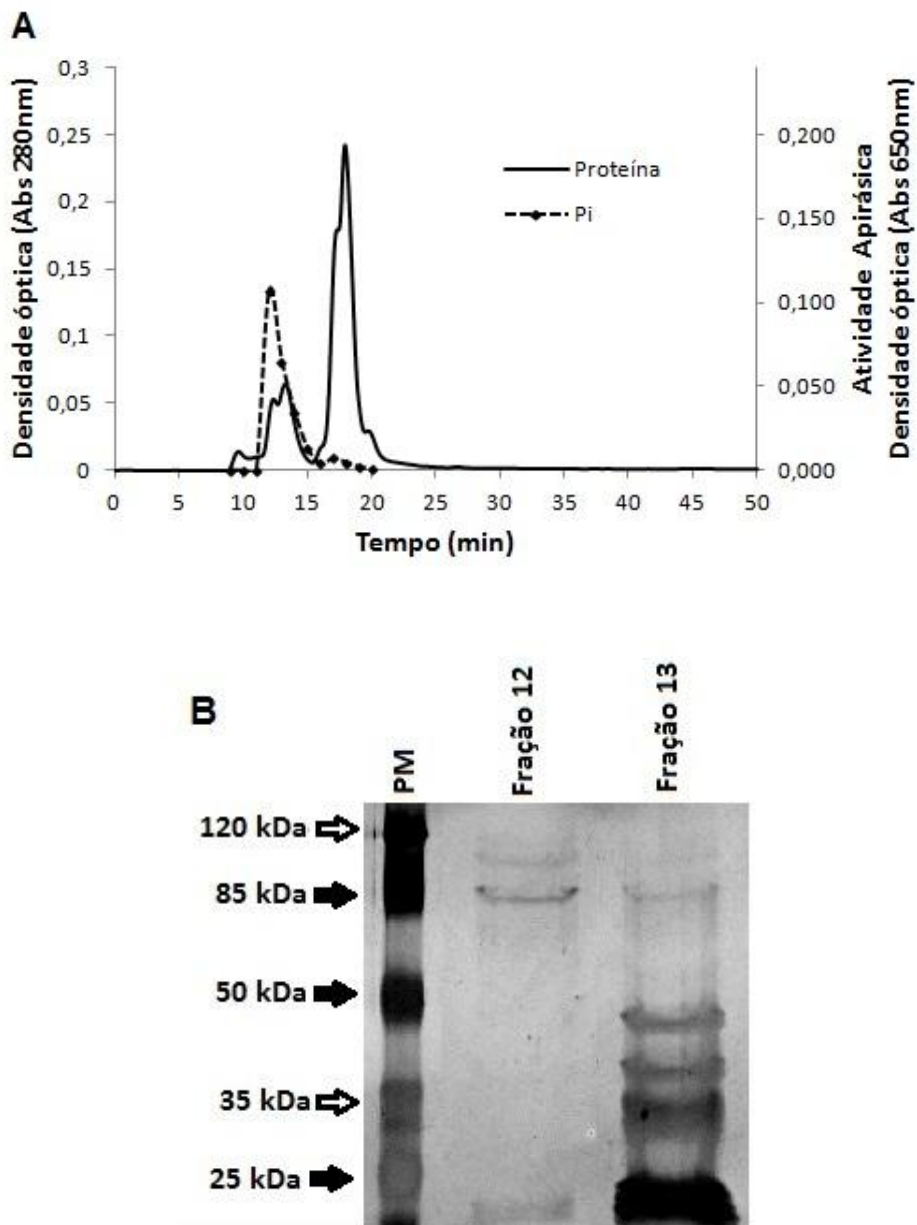 A
0,3
0,25
0,2
0,15
0,1
0,05
0
Densidade óptica (Abs 280nm)
0,200
0,150
0,100
0,050
0,000
Atividade Apirásica
Densidade óptica (Abs 650nm)
Proteína
Pi
0 5 10 15 20 25 30 35 40 45 50
Tempo (min)
B
PM
Fração 12
Fração 13
120 kDa
85 kDa
50 kDa
35 kDa
25 kDa